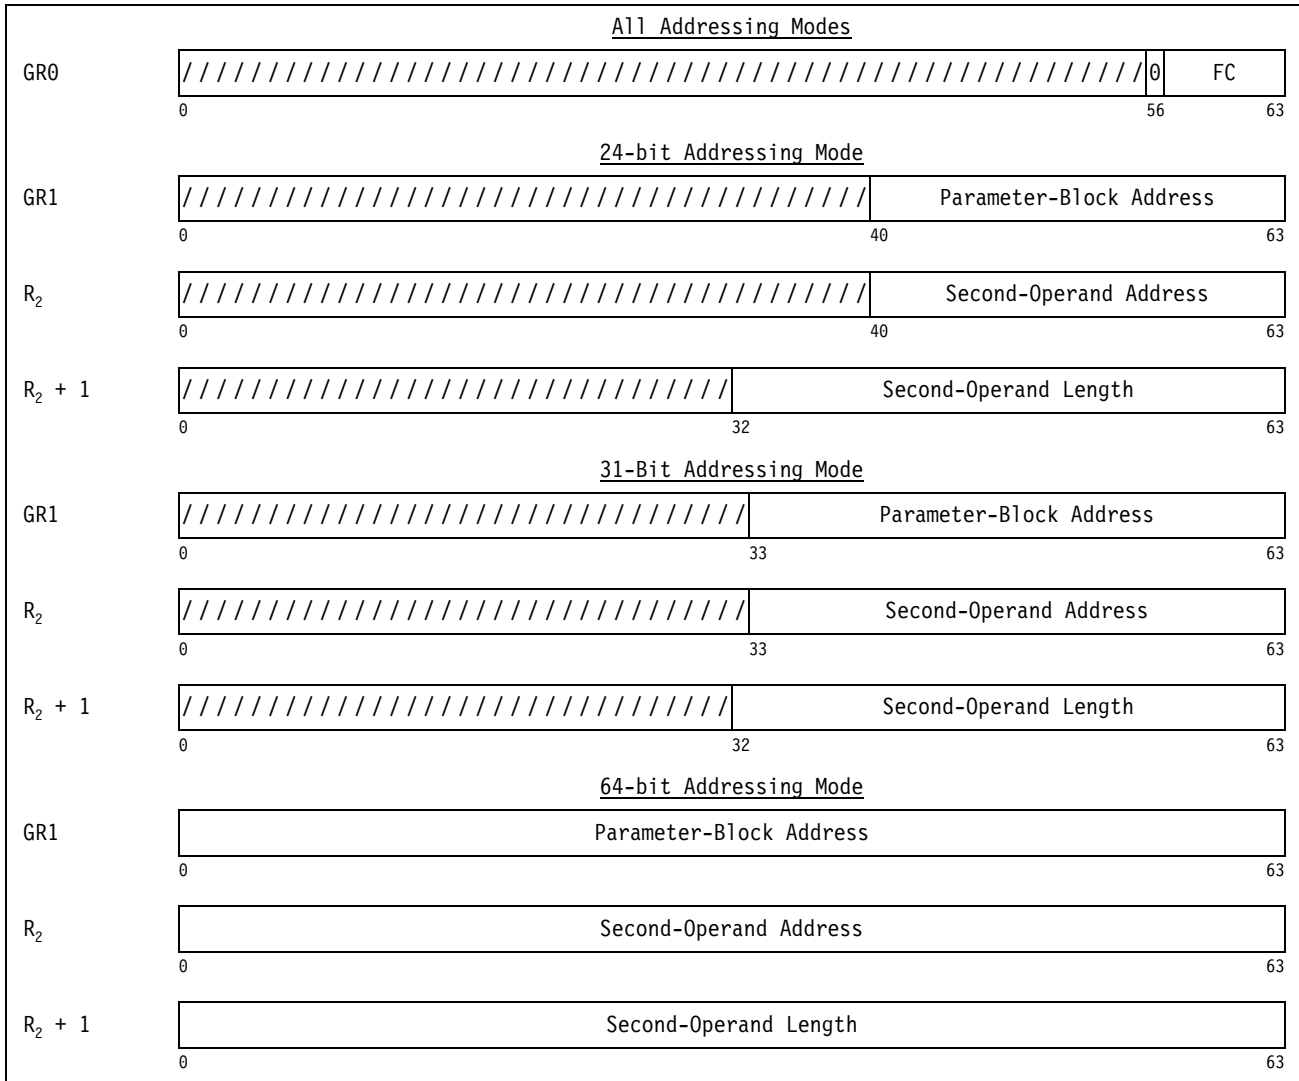 All Addressing Modes
GR0 ////////////////////////////////////////////////////////0 FC
0 56 63
24-bit Addressing Mode
GR1 //////////////////////////////////////// Parameter-Block Address
0 40 63
R2 //////////////////////////////////////// Second-Operand Address
0 40 63
R2 + 1 //////////////////////////////// Second-Operand Length
0 32 63
31-Bit Addressing Mode
GR1 ///////////////////////////////// Parameter-Block Address
0 33 63
R2 ///////////////////////////////// Second-Operand Address
0 33 63
R2 + 1 //////////////////////////////// Second-Operand Length
0 32 63
64-bit Addressing Mode
GR1 Parameter-Block Address
0 63
R2 Second-Operand Address
0 63
R2 + 1 Second-Operand Length
0 63